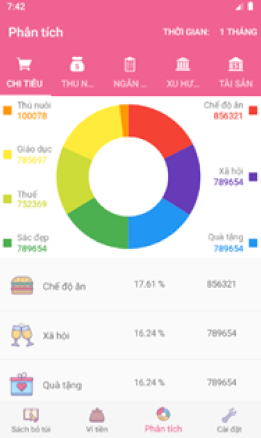 7:42
Phân tích THỜI GIAN: 1 THÁNG
CHI TIÊU THU N... NGÂN ... XU HƯ... TÀI SẢN
Thú nuôi
100078
Giáo dục
785697
Thuế
752369
Sắc đẹp
789654
Chế độ ăn
856321
Xã hội
789654
Quà tặng
789654
Chế độ ăn 17.61 % 856321
Xã hội 16.24 % 789654
Quà tặng 16.24 % 789654
Sách bỏ túi Ví tiền Phân tích Cài đặt